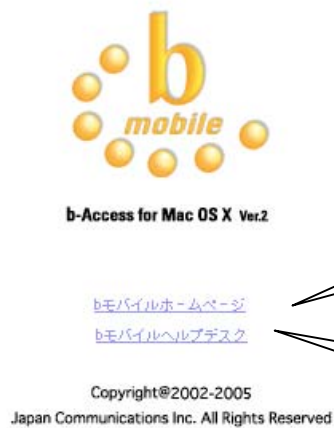 b
mobile
b-Access for Mac OS X Ver.2
bモバイルホームページ
bモバイルヘルプデスク
Copyright@2002-2005
Japan Communications Inc. All Rights Reserved